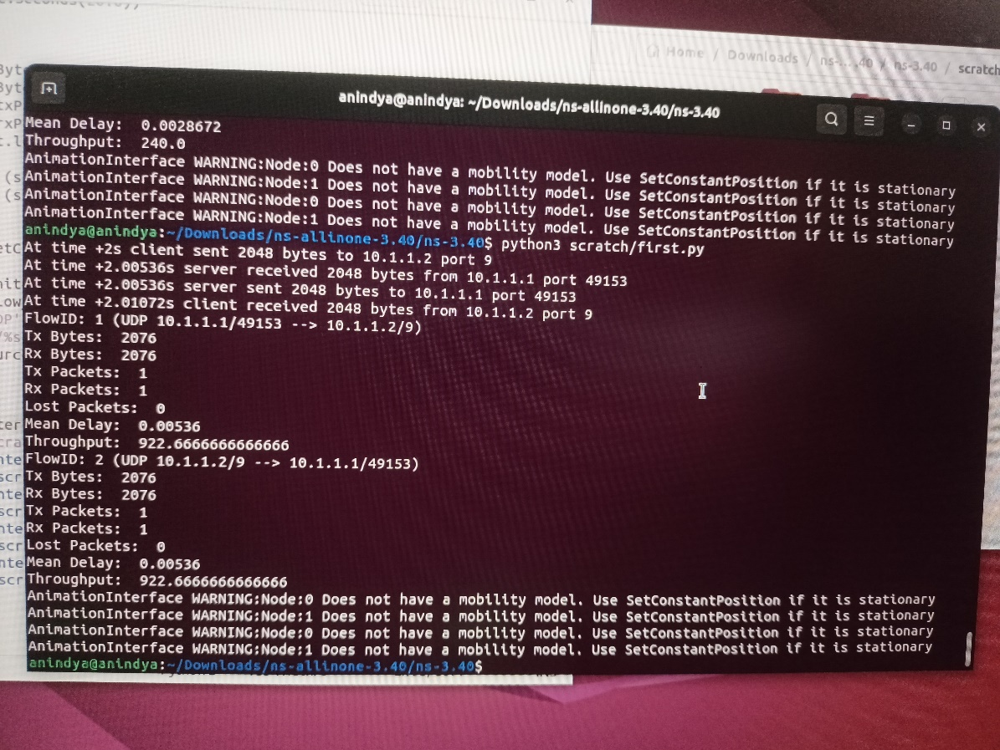 Home / Downloads / ns-....40 / ns-3.40 / scratch
anindya@anindya: ~/Downloads/ns-allinone-3.40/ns-3.40
Mean Delay:  0.0028672
Throughput:  240.0
AnimationInterface WARNING:Node:0 Does not have a mobility model. Use SetConstantPosition if it is stationary
AnimationInterface WARNING:Node:1 Does not have a mobility model. Use SetConstantPosition if it is stationary
AnimationInterface WARNING:Node:0 Does not have a mobility model. Use SetConstantPosition if it is stationary
AnimationInterface WARNING:Node:1 Does not have a mobility model. Use SetConstantPosition if it is stationary
anindya@anindya:~/Downloads/ns-allinone-3.40/ns-3.40$ python3 scratch/first.py
At time +2s client sent 2048 bytes to 10.1.1.2 port 9
At time +2.00536s server received 2048 bytes from 10.1.1.1 port 49153
At time +2.00536s server sent 2048 bytes to 10.1.1.1 port 49153
At time +2.01072s client received 2048 bytes from 10.1.1.2 port 9
FlowID: 1 (UDP 10.1.1.1/49153 --> 10.1.1.2/9)
Tx Bytes:  2076
Rx Bytes:  2076
Tx Packets:  1
Rx Packets:  1
Lost Packets:  0
Mean Delay:  0.00536
Throughput:  922.6666666666666
FlowID: 2 (UDP 10.1.1.2/9 --> 10.1.1.1/49153)
Tx Bytes:  2076
Rx Bytes:  2076
Tx Packets:  1
Rx Packets:  1
Lost Packets:  0
Mean Delay:  0.00536
Throughput:  922.6666666666666
AnimationInterface WARNING:Node:0 Does not have a mobility model. Use SetConstantPosition if it is stationary
AnimationInterface WARNING:Node:1 Does not have a mobility model. Use SetConstantPosition if it is stationary
AnimationInterface WARNING:Node:0 Does not have a mobility model. Use SetConstantPosition if it is stationary
AnimationInterface WARNING:Node:1 Does not have a mobility model. Use SetConstantPosition if it is stationary
anindya@anindya:~/Downloads/ns-allinone-3.40/ns-3.40$